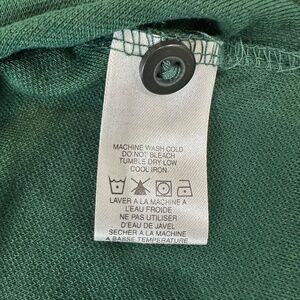 MACHINE WASH COLD
DO NOT BLEACH
TUMBLE DRY LOW
COOL IRON
LAVER A LA MACHINE A
L'EAU FROIDE
NE PAS UTILISER
D'EAU DE JAVEL
SECHER A LA MACHINE
A BASSE TEMPERATURE